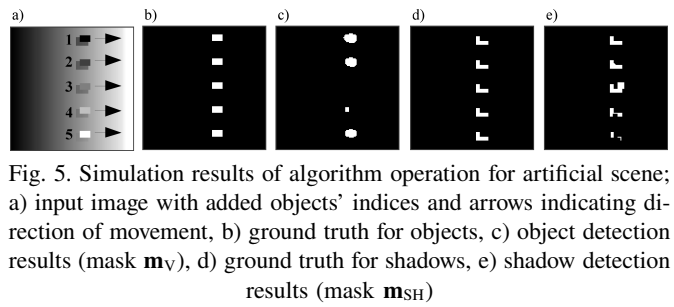 a) b) c) d) e)
1
2
3
4
5
Fig. 5. Simulation results of algorithm operation for artificial scene;
a) input image with added objects' indices and arrows indicating di-
rection of movement, b) ground truth for objects, c) object detection
results (mask mV), d) ground truth for shadows, e) shadow detection
results (mask mSH)